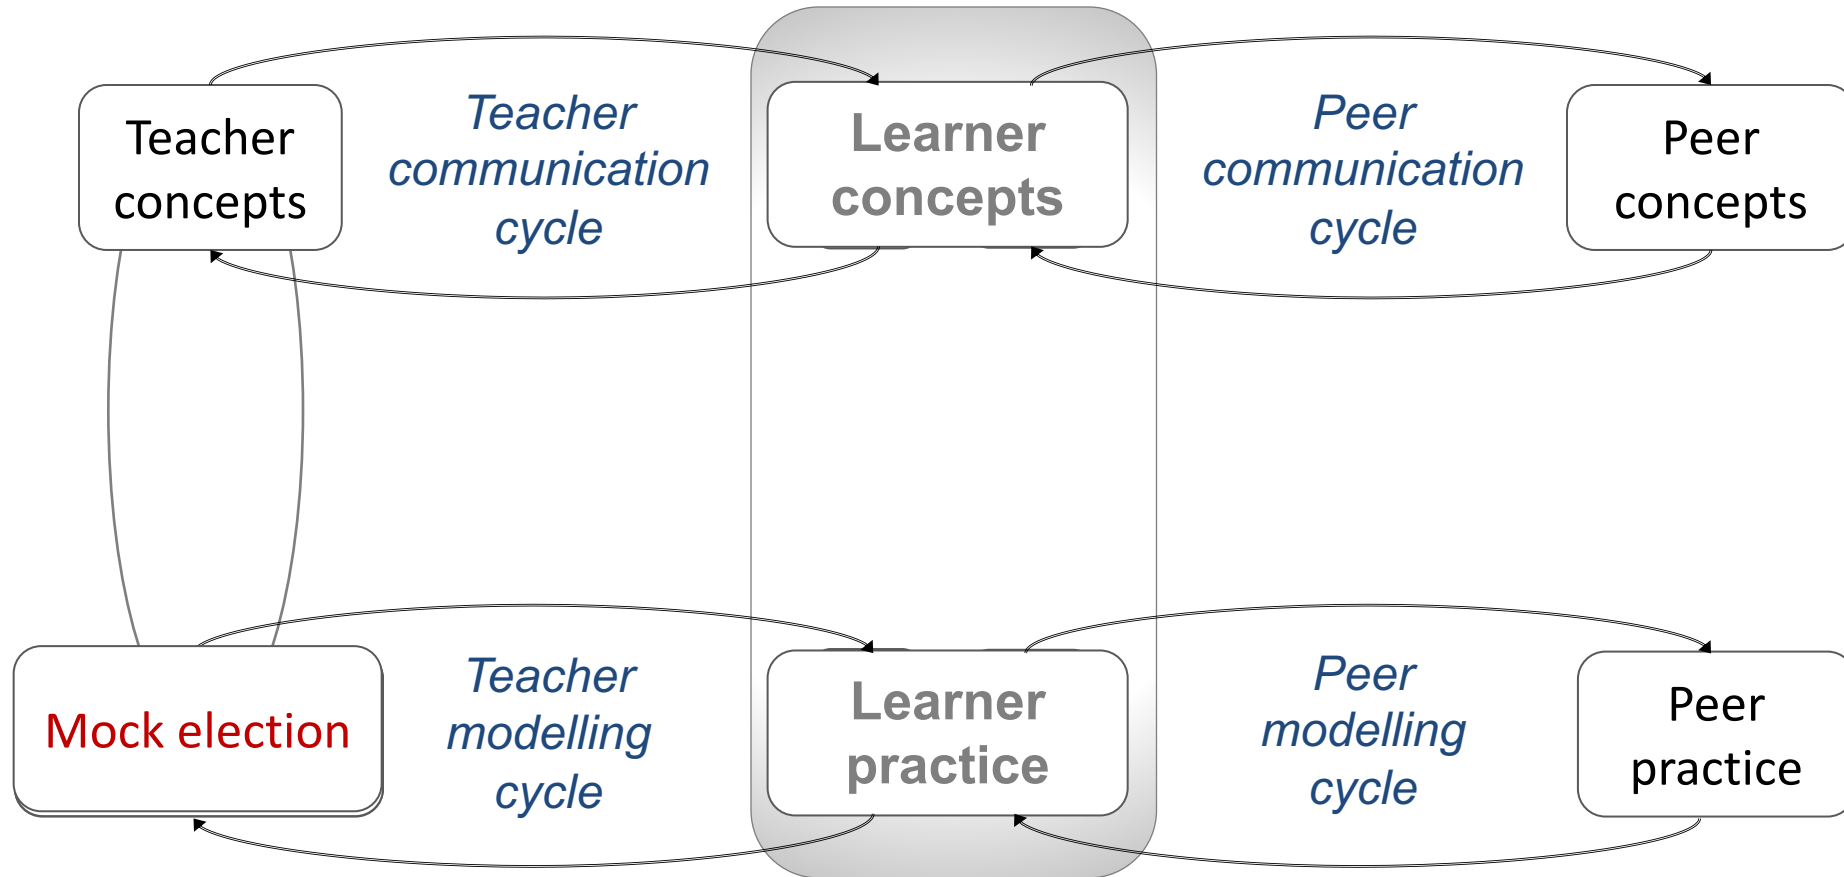 Teacher
concepts
Teacher
communication
cycle
Learner
concepts
Peer
communication
cycle
Peer
concepts
Mock election
Teacher
modelling
cycle
Learner
practice
Peer
modelling
cycle
Peer
practice